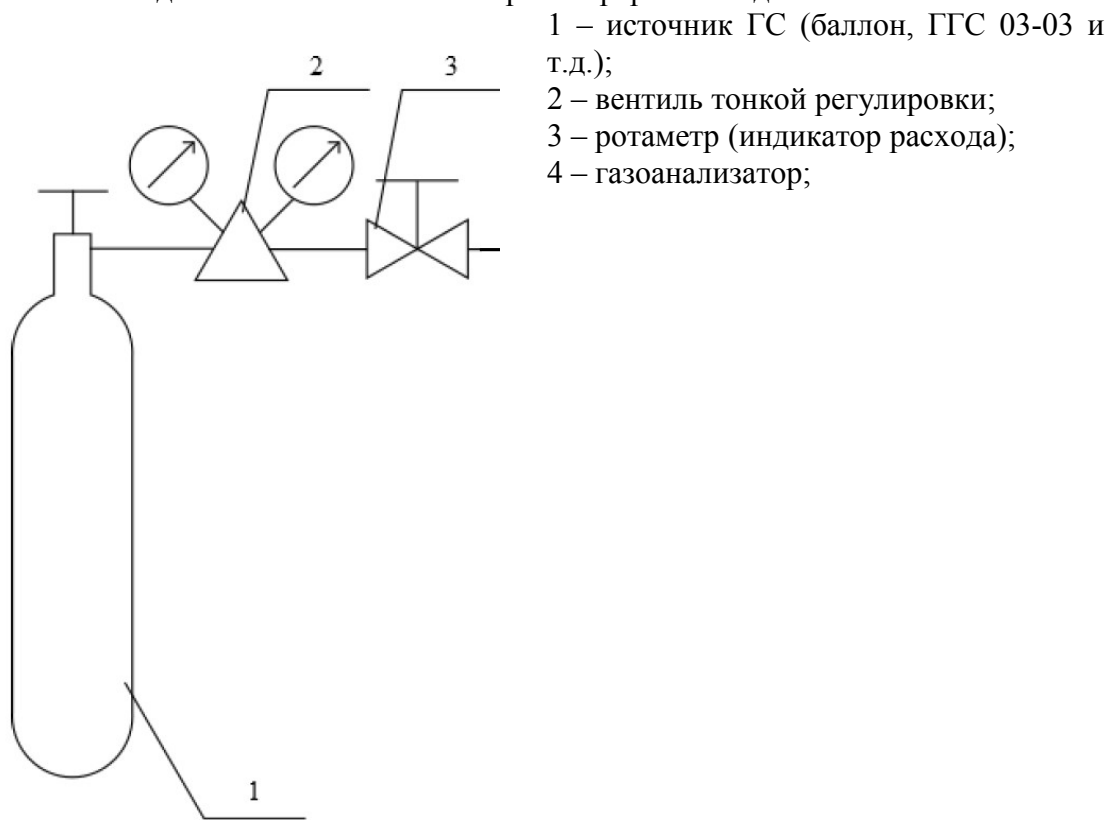 1 – источник ГС (баллон, ГГС 03-03 и
т.д.);
2 – вентиль тонкой регулировки;
3 – ротаметр (индикатор расхода);
4 – газоанализатор;
2
3
1